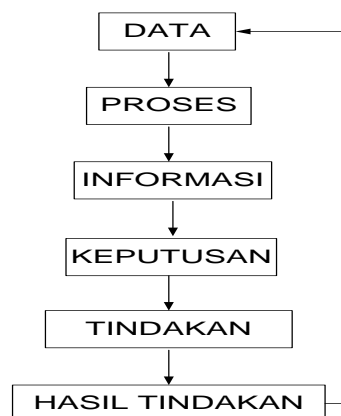 DATA
PROSES
INFORMASI
KEPUTUSAN
TINDAKAN
HASIL TINDAKAN